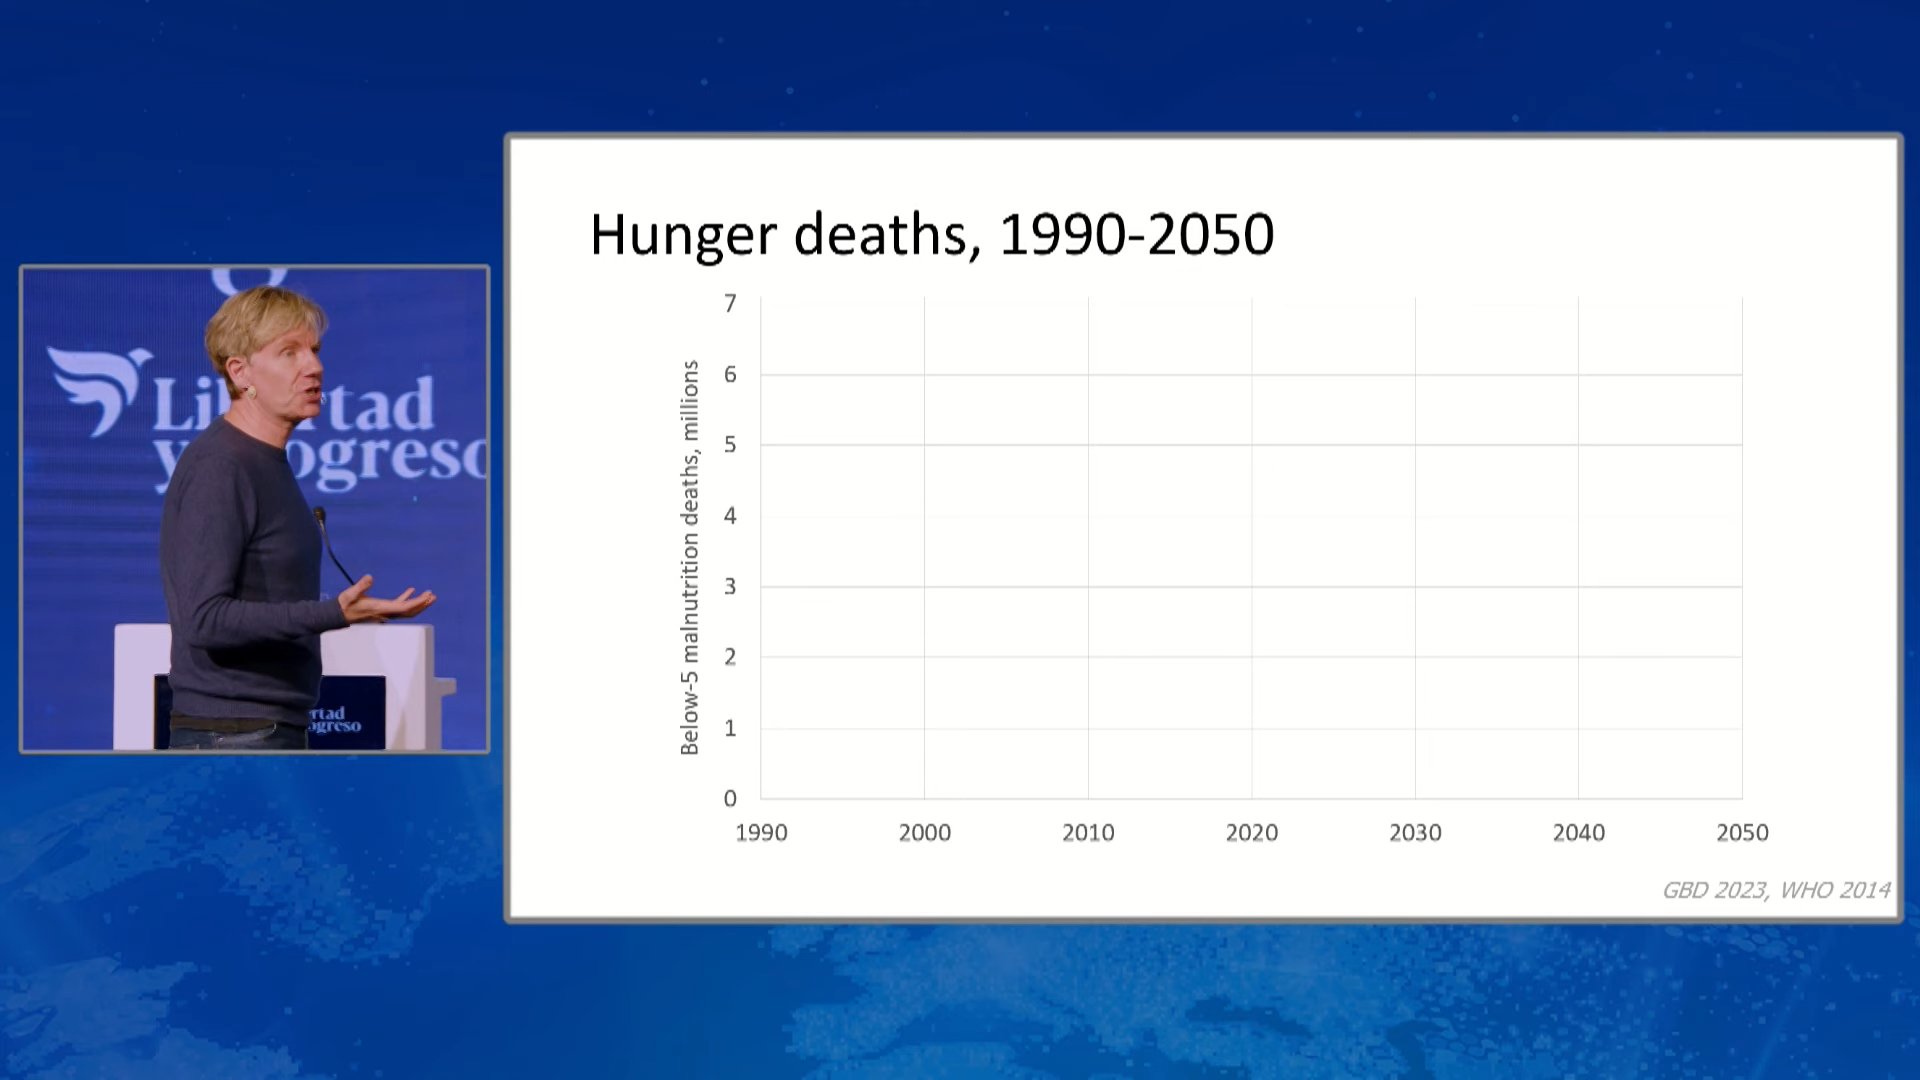 Libertad
y Progreso
rtad
ogreso
Hunger deaths, 1990-2050
Below-5 malnutrition deaths, millions
7
6
5
4
3
2
1
0
1990 2000 2010 2020 2030 2040 2050
GBD 2023, WHO 2014